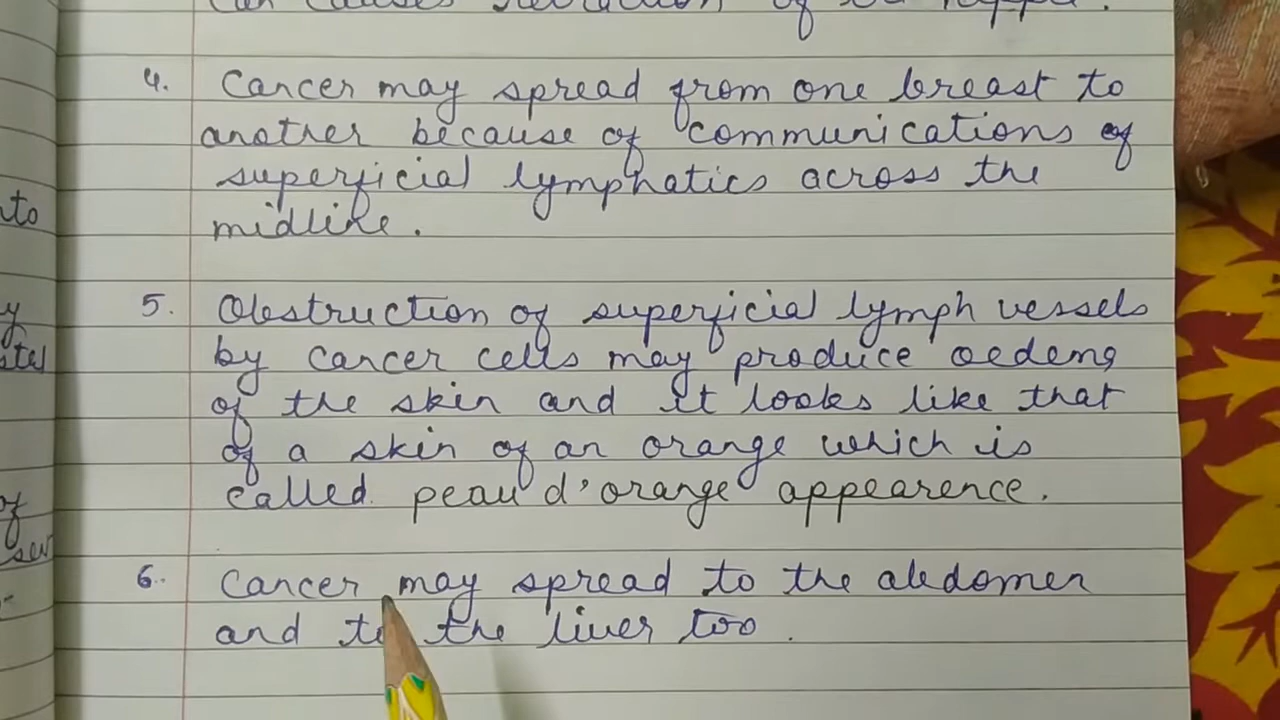 of
4. Cancer may spread from one breast to
another because of communications of
superficial lymphatics across the
midline.
5. Obstruction of superficial lymph vessels
by cancer cells may produce oedema
of the skin and it looks like that
of a skin of an orange which is
called peau d'orange appearence.
6. Cancer may spread to the abdomen
and to the liver too.